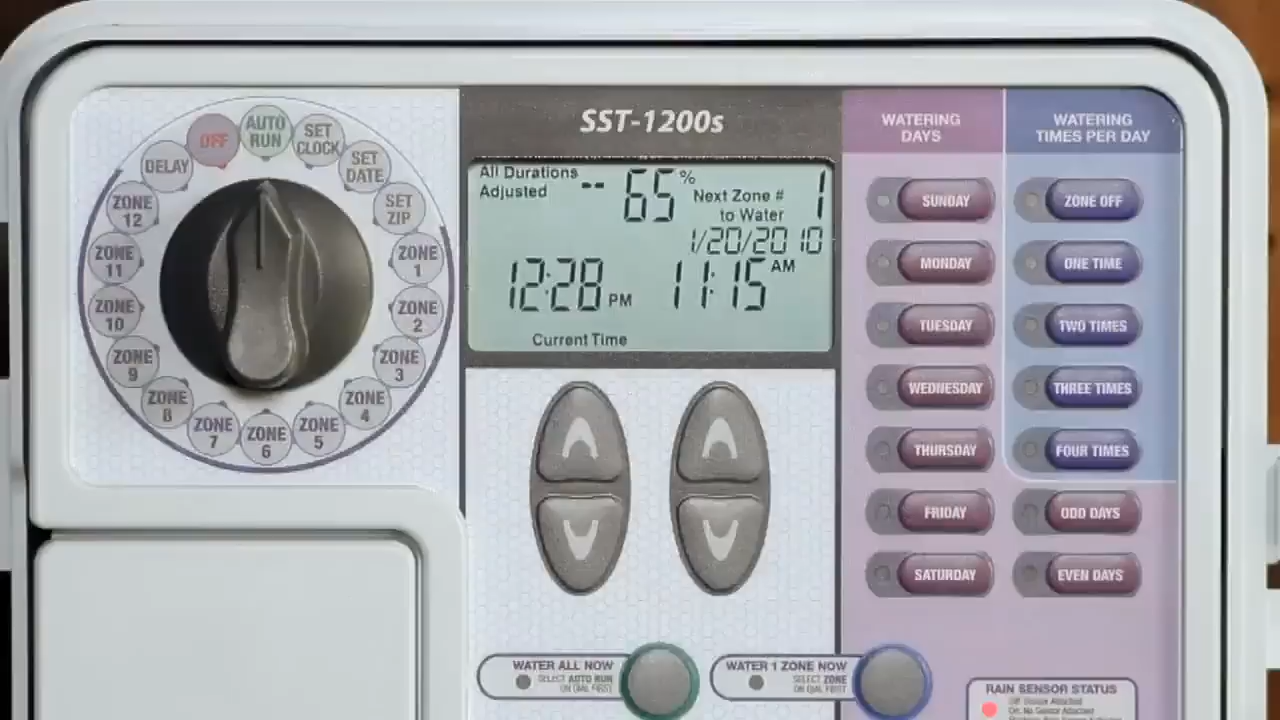 SST-1200s
OFF
AUTO
RUN
SET
CLOCK
SET
DATE
SET
ZIP
ZONE
1
ZONE
2
ZONE
3
ZONE
4
ZONE
5
ZONE
6
ZONE
7
ZONE
8
ZONE
9
ZONE
10
ZONE
11
ZONE
12
DELAY
All Durations
Adjusted
-- 65 %
Next Zone #
to Water
1
1/20/2010
12:28 PM
11:15 AM
Current Time
WATERING
DAYS
SUNDAY
MONDAY
TUESDAY
WEDNESDAY
THURSDAY
FRIDAY
SATURDAY
WATERING
TIMES PER DAY
ZONE OFF
ONE TIME
TWO TIMES
THREE TIMES
FOUR TIMES
ODD DAYS
EVEN DAYS
WATER ALL NOW
SELECT AUTO RUN
ON DIAL FIRST
WATER 1 ZONE NOW
SELECT ZONE
ON DIAL FIRST
RAIN SENSOR STATUS